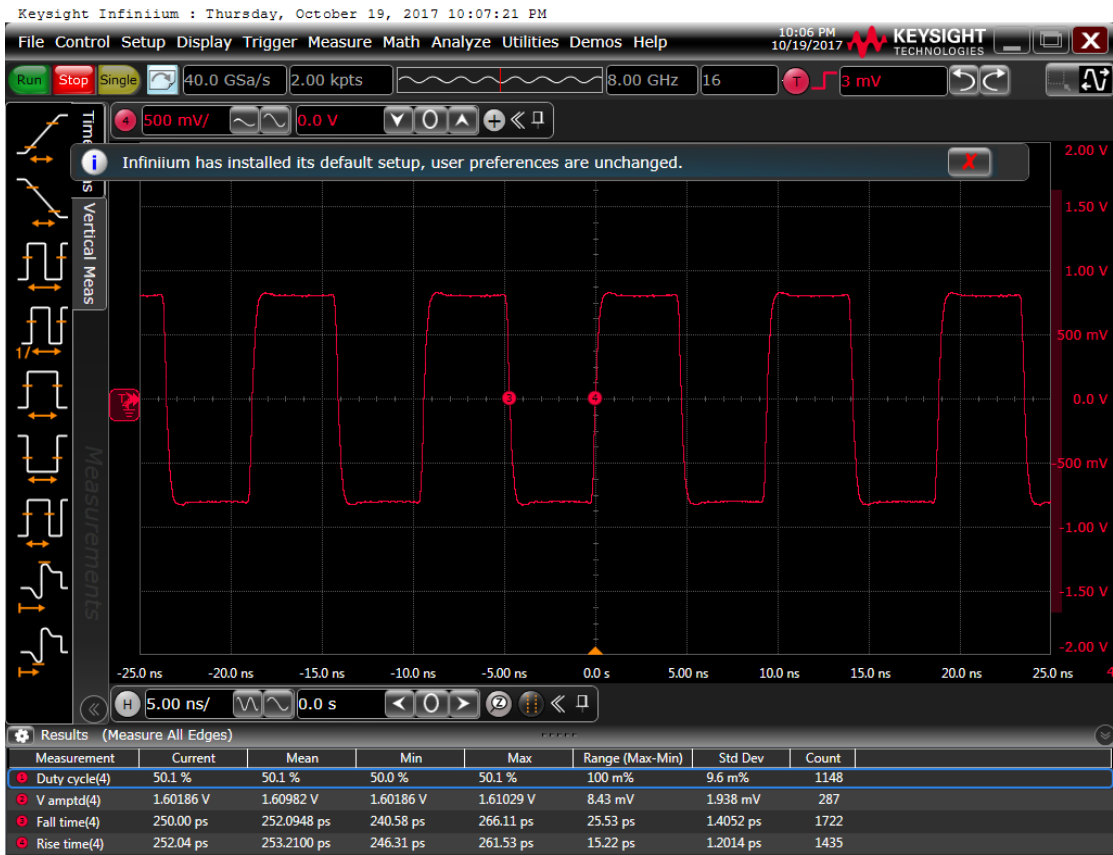 Keysight Infiniium : Thursday, October 19, 2017 10:07:21 PM
File Control Setup Display Trigger Measure Math Analyze Utilities Demos Help
10:06 PM
10/19/2017
KEYSIGHT
TECHNOLOGIES
Run Stop Single 40.0 GSa/s 2.00 kpts 8.00 GHz 16 T 3 mV
4 500 mV/ 0.0 V
Infiniium has installed its default setup, user preferences are unchanged. X
Vertical Meas
Measurements
1/
2.00 V
1.50 V
1.00 V
500 mV
0.0 V
-500 mV
-1.00 V
-1.50 V
-2.00 V
3 4
-25.0 ns -20.0 ns -15.0 ns -10.0 ns -5.00 ns 0.0 s 5.00 ns 10.0 ns 15.0 ns 20.0 ns 25.0 ns 4
H 5.00 ns/ 0.0 s
Results (Measure All Edges)
Measurement Current Mean Min Max Range (Max-Min) Std Dev Count
1 Duty cycle(4) 50.1 % 50.1 % 50.0 % 50.1 % 100 m% 9.6 m% 1148
2 V amptd(4) 1.60186 V 1.60982 V 1.60186 V 1.61029 V 8.43 mV 1.938 mV 287
3 Fall time(4) 250.00 ps 252.0948 ps 240.58 ps 266.11 ps 25.53 ps 1.4052 ps 1722
4 Rise time(4) 252.04 ps 253.2100 ps 246.31 ps 261.53 ps 15.22 ps 1.2014 ps 1435